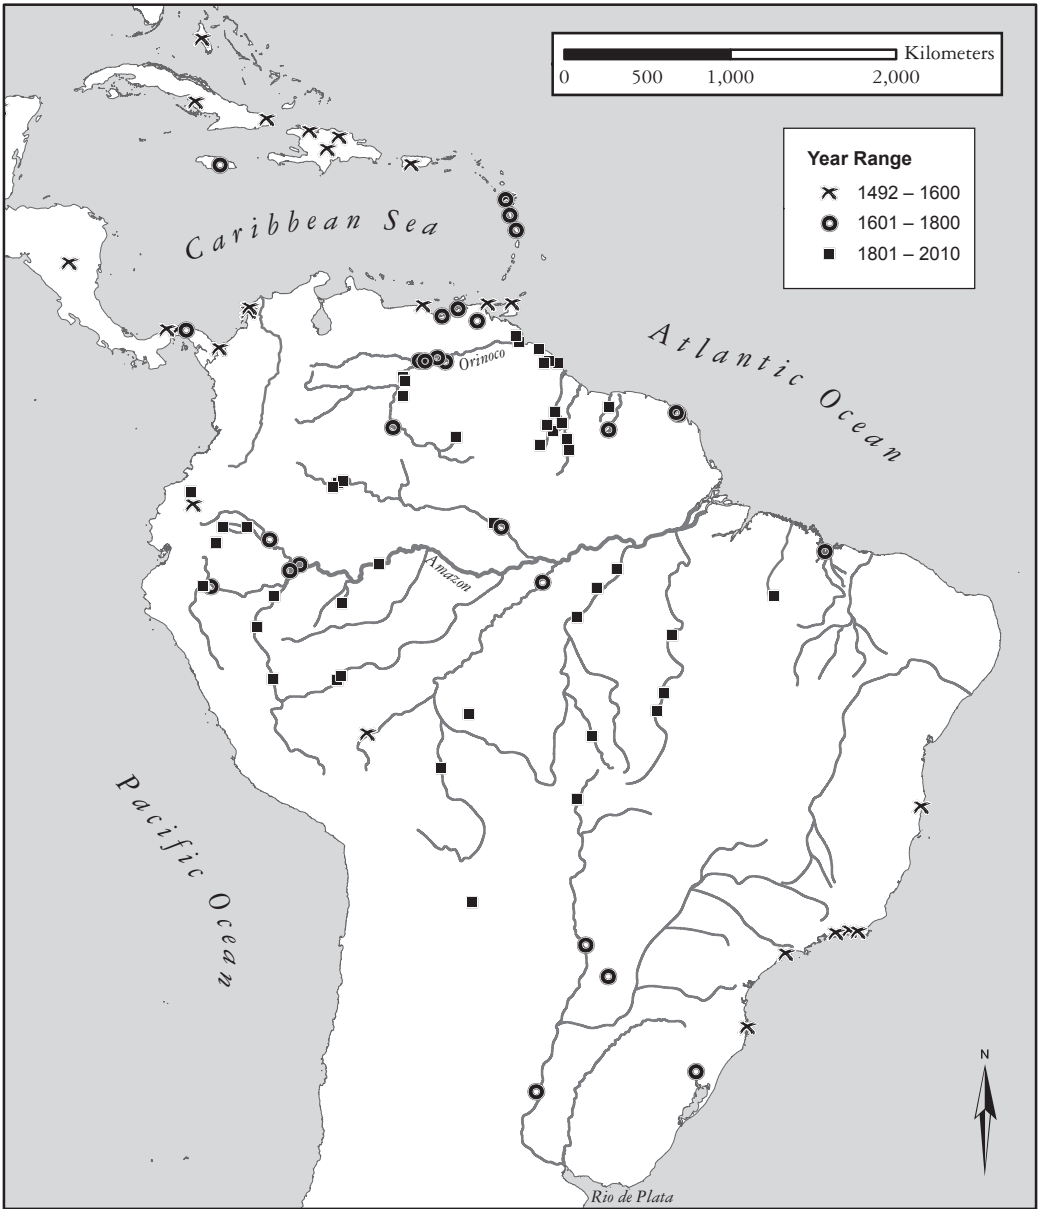 Kilometers
0 500 1,000 2,000
Year Range
1492 – 1600
1601 – 1800
1801 – 2010
Caribbean Sea
Atlantic Ocean
Orinoco
Amazon
Pacific Ocean
N
Rio de Plata